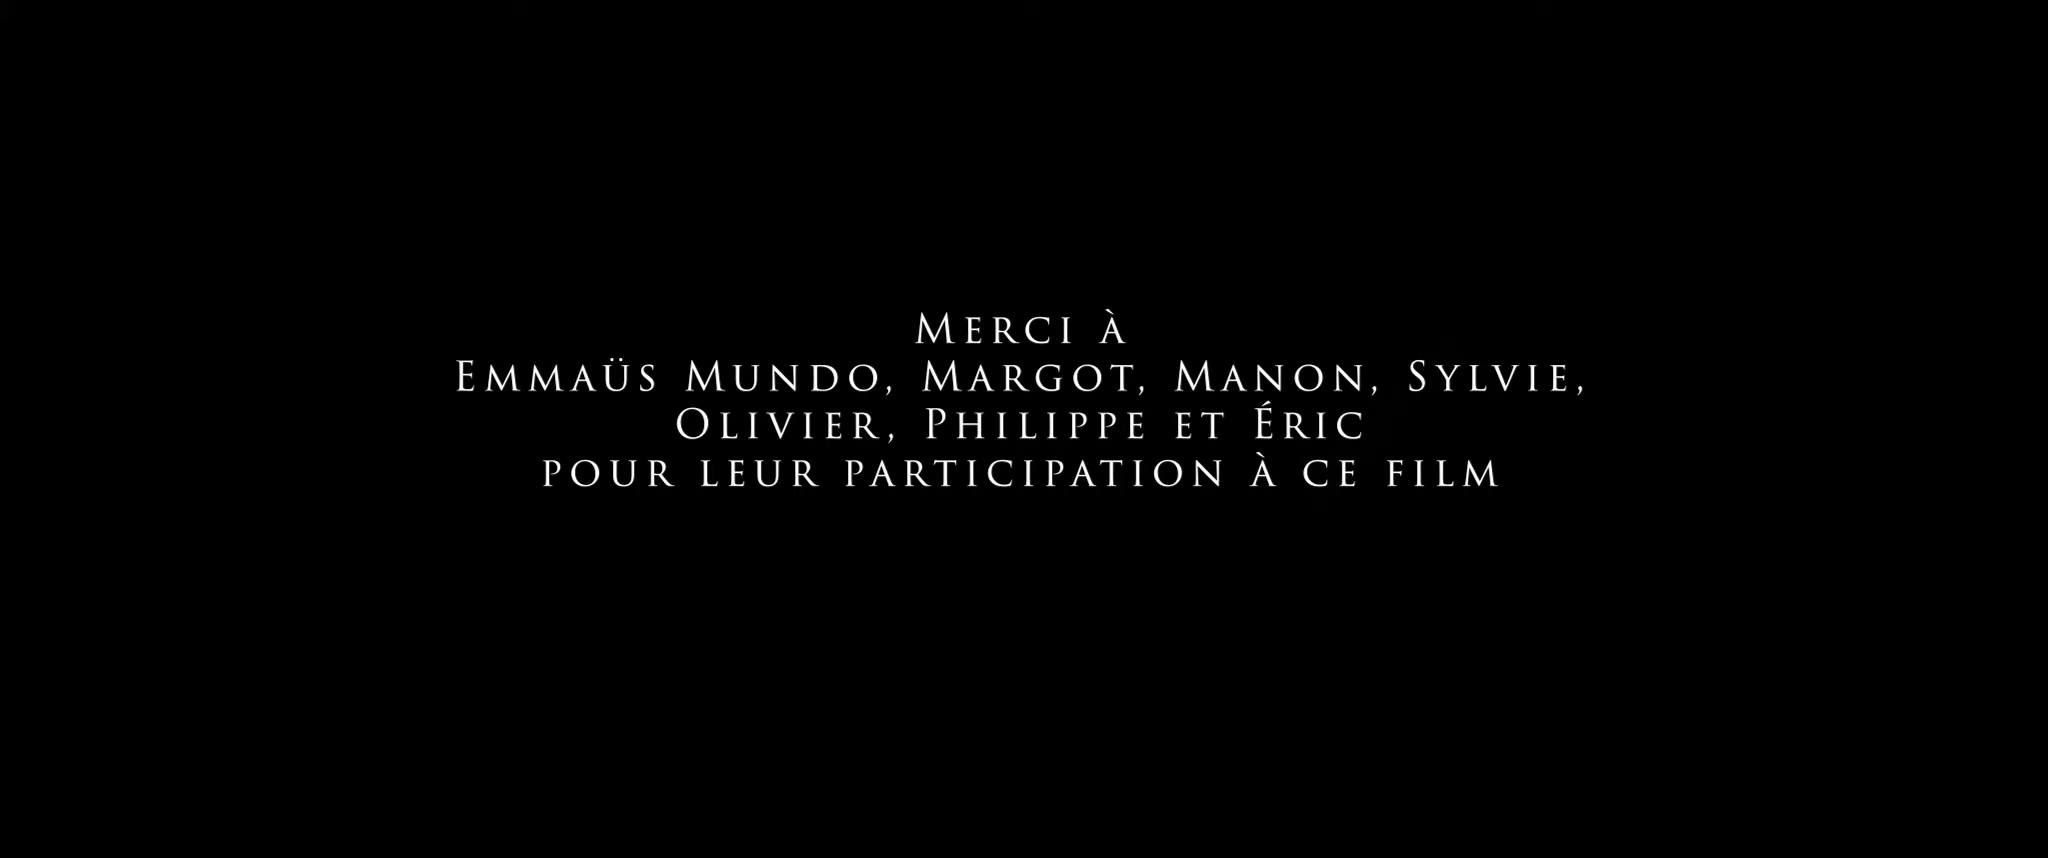 Merci à
Emmaüs Mundo, Margot, Manon, Sylvie,
Olivier, Philippe et Éric
pour leur participation à ce film